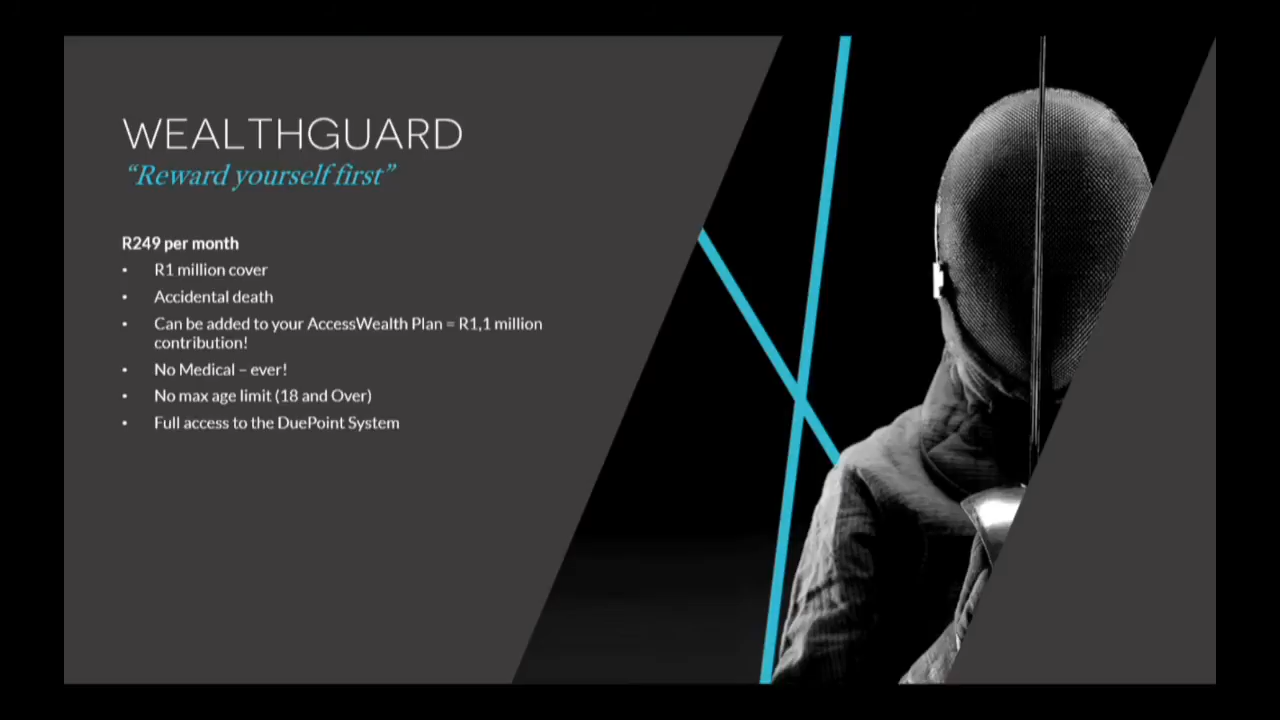 WEALTHGUARD
“Reward yourself first”
R249 per month
• R1 million cover
• Accidental death
• Can be added to your AccessWealth Plan = R1,1 million
contribution!
• No Medical – ever!
• No max age limit (18 and Over)
• Full access to the DuePoint System